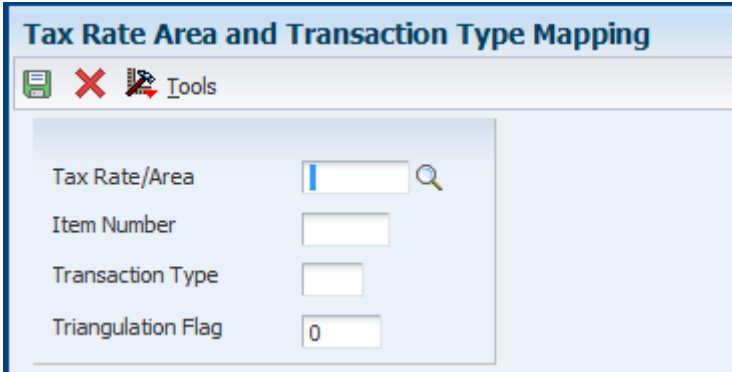 Tax Rate Area and Transaction Type Mapping
Tools
Tax Rate/Area
Item Number
Transaction Type
Triangulation Flag 0